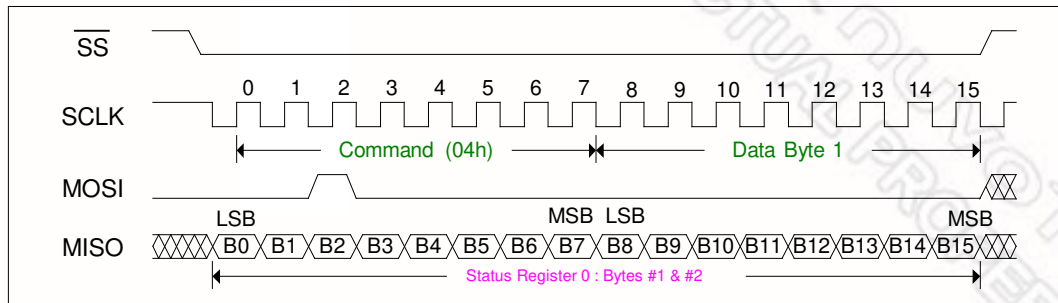 SS
0 1 2 3 4 5 6 7 8 9 10 11 12 13 14 15
SCLK
Command (04h) Data Byte 1
MOSI
LSB MSB LSB MSB
MISO B0 B1 B2 B3 B4 B5 B6 B7 B8 B9 B10 B11 B12 B13 B14 B15
Status Register 0 : Bytes #1 & #2